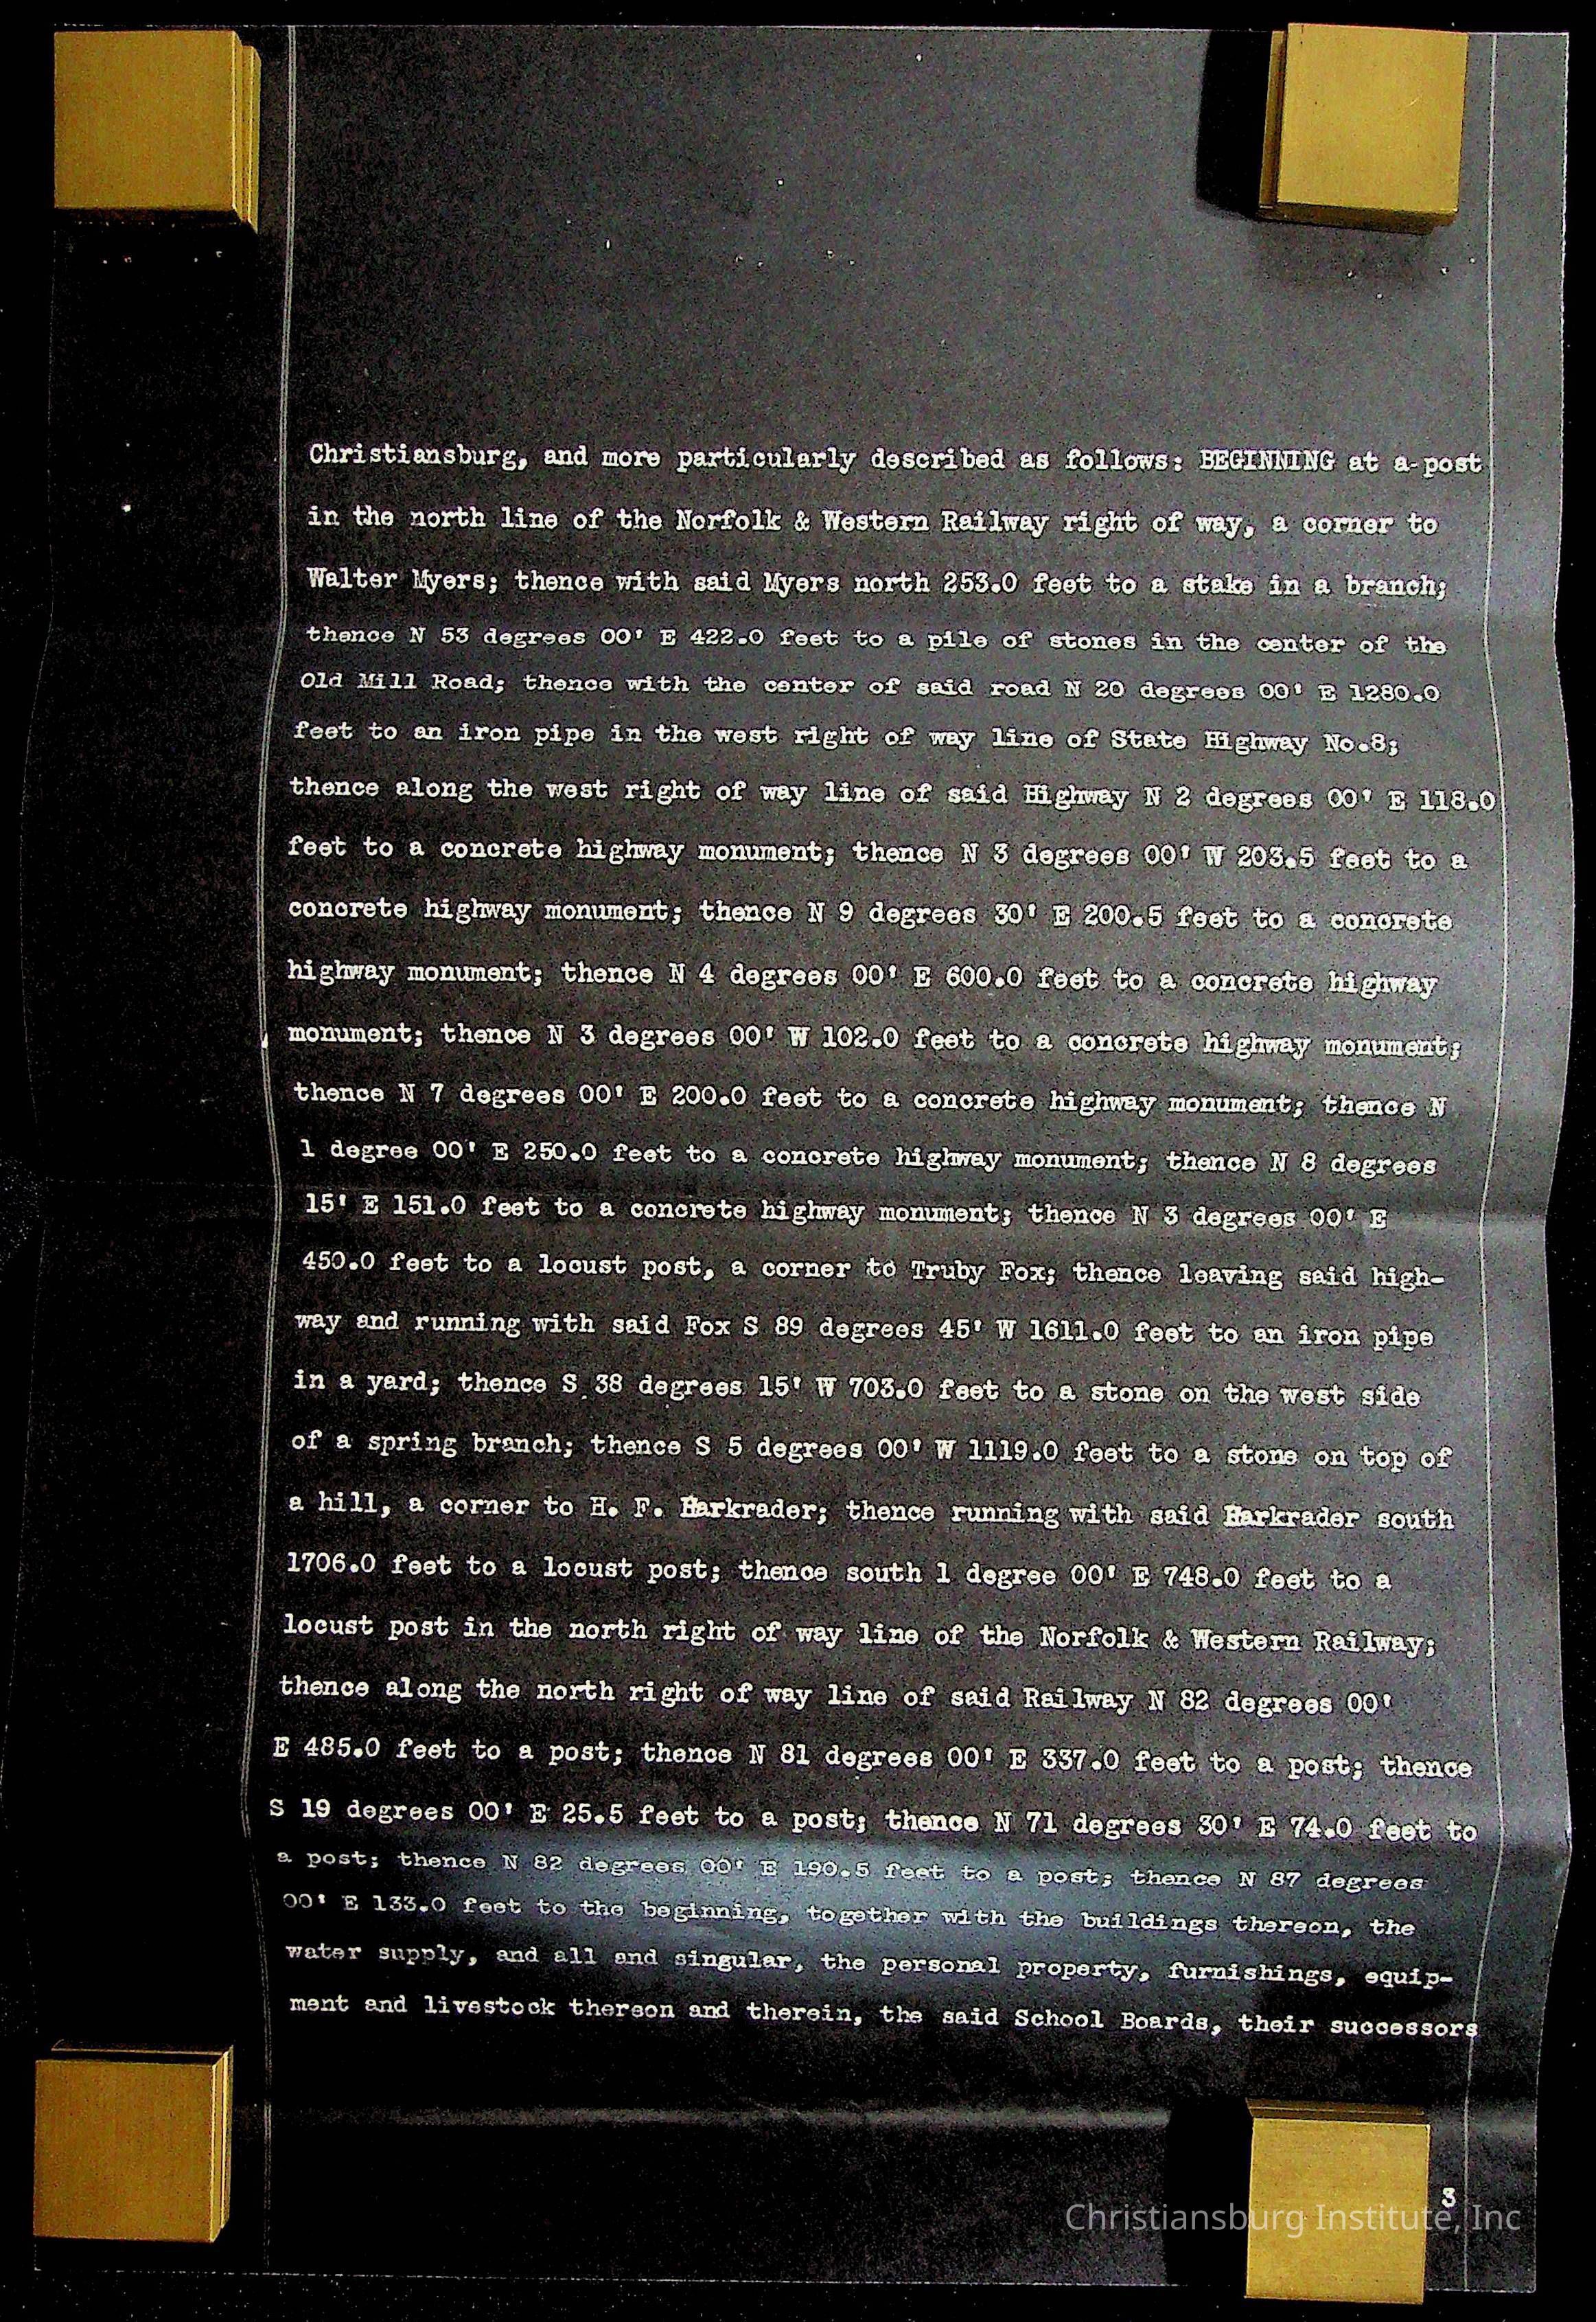 Christiansburg, and more particularly described as follows: BEGINNING at a-post
in the north line of the Norfolk & Western Railway right of way, a corner to
Walter Myers; thence with said Myers north 253.0 feet to a stake in a branch;
thence N 53 degrees 00' E 422.0 feet to a pile of stones in the center of the
Old Mill Road; thence with the center of said road N 20 degrees 00' E 1280.0
feet to an iron pipe in the west right of way line of State Highway No.8;
thence along the west right of way line of said Highway N 2 degrees 00' E 118.0
feet to a concrete highway monument; thence N 3 degrees 00' W 203.5 feet to a
concrete highway monument; thence N 9 degrees 30' E 200.5 feet to a concrete
highway monument; thence N 4 degrees 00' E 600.0 feet to a concrete highway
monument; thence N 3 degrees 00' W 102.0 feet to a concrete highway monument;
thence N 7 degrees 00' E 200.0 feet to a concrete highway monument; thence N
1 degree 00' E 250.0 feet to a concrete highway monument; thence N 8 degrees
15' E 151.0 feet to a concrete highway monument; thence N 3 degrees 00' E
450.0 feet to a locust post, a corner to Truby Fox; thence leaving said high-
way and running with said Fox S 89 degrees 45' W 1611.0 feet to an iron pipe
in a yard; thence S 38 degrees 15' W 703.0 feet to a stone on the west side
of a spring branch; thence S 5 degrees 00' W 1119.0 feet to a stone on top of
a hill, a corner to H. F. Harkrader; thence running with said Harkrader south
1706.0 feet to a locust post; thence south 1 degree 00' E 748.0 feet to a
locust post in the north right of way line of the Norfolk & Western Railway;
thence along the north right of way line of said Railway N 82 degrees 00'
E 485.0 feet to a post; thence N 81 degrees 00' E 337.0 feet to a post; thence
S 19 degrees 00' E 25.5 feet to a post; thence N 71 degrees 30' E 74.0 feet to
a post; thence N 82 degrees 00' E 190.5 feet to a post; thence N 87 degrees
00' E 133.0 feet to the beginning, together with the buildings thereon, the
water supply, and all and singular, the personal property, furnishings, equip-
ment and livestock thereon and therein, the said School Boards, their successors
3
Christiansburg Institute, Inc